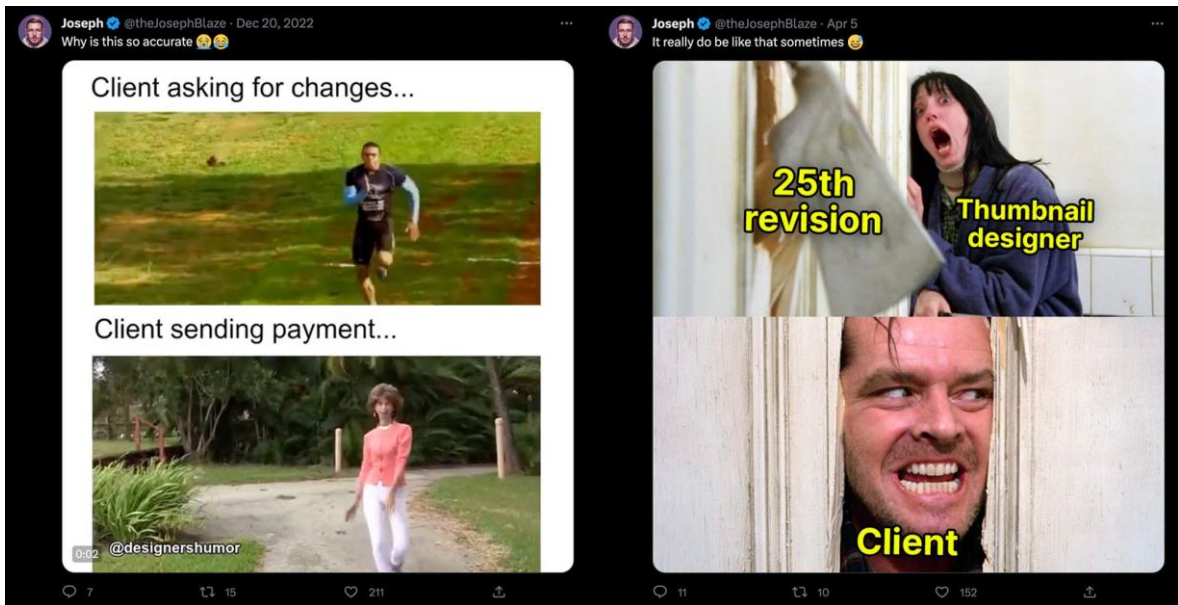 Joseph @theJosephBlaze · Dec 20, 2022
Why is this so accurate 😭😂
Client asking for changes...
Client sending payment...
0:02 @designershumor
7 15 211
Joseph @theJosephBlaze · Apr 5
It really do be like that sometimes 😅
25th
revision
Thumbnail
designer
Client
11 10 152